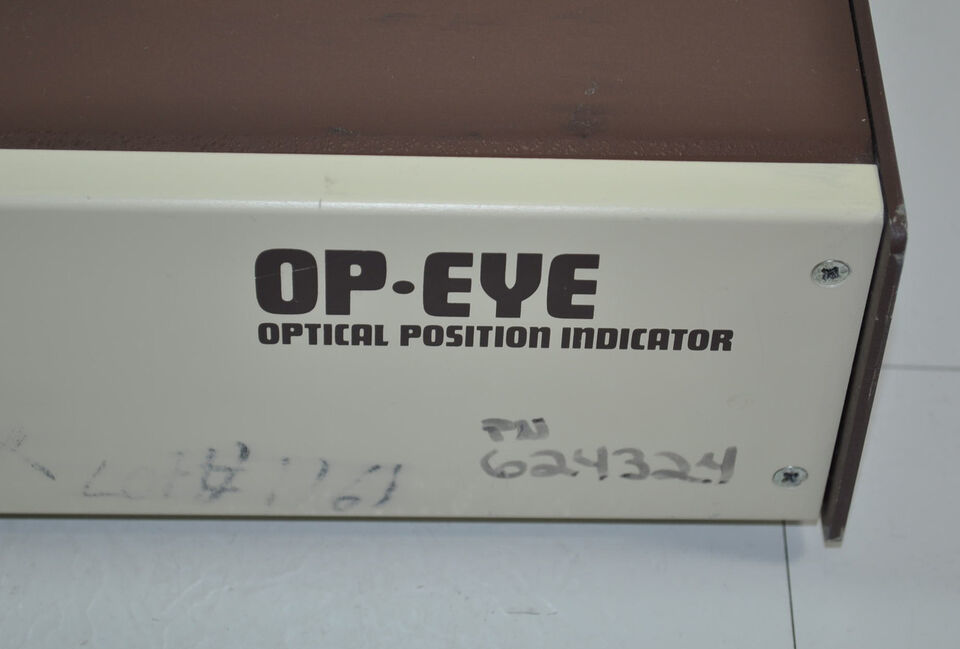 OP·EYE
OPTICAL POSITION INDICATOR
PN
624324